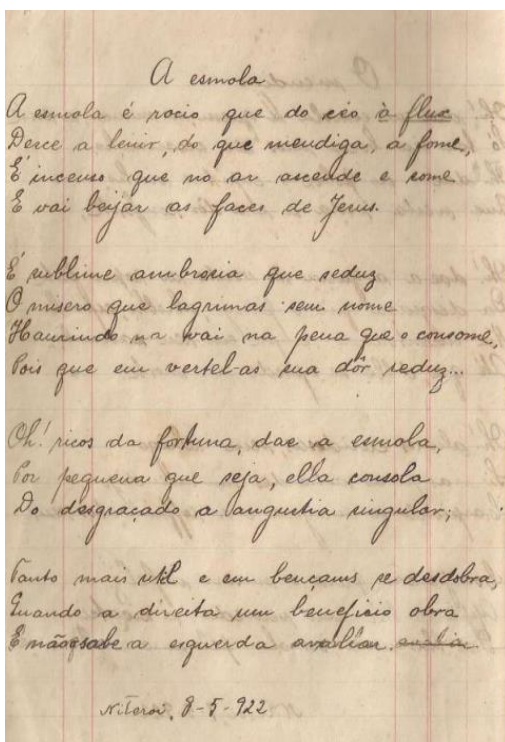 A esmola
A esmola é rocio que do céo à flux
Desce a lenir, do que mendiga, a fome,
É incenso que no ar ascende e some
E vai beijar as faces de Jesus.
É sublime ambrosia que seduz
O misero que lagrimas sem nome
Haurindo na vai na pena que o consome,
Pois que em vertel-as sua dôr reduz...
Oh! ricos da fortuna, dae a esmola,
Por pequena que seja, ella consola
Do desgraçado a angustia singular;
Tanto mais util e em bençams se desdobra,
Quando a direita um beneficio obra
E não sabe a esquerda avaliar.
Niteroi, 8-5-922